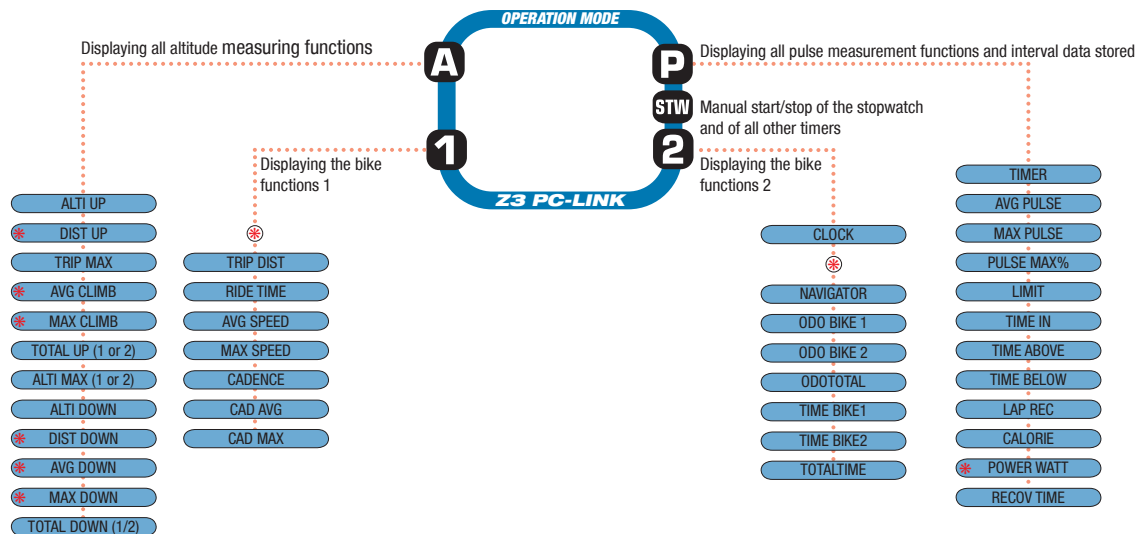 OPERATION MODE
Displaying all altitude measuring functions
A
P
Displaying all pulse measurement functions and interval data stored
STW
Manual start/stop of the stopwatch
and of all other timers
1
2
Displaying the bike
functions 1
Displaying the bike
functions 2
Z3 PC-LINK
ALTI UP
DIST UP
TRIP MAX
AVG CLIMB
MAX CLIMB
TOTAL UP (1 or 2)
ALTI MAX (1 or 2)
ALTI DOWN
DIST DOWN
AVG DOWN
MAX DOWN
TOTAL DOWN (1/2)
TRIP DIST
RIDE TIME
AVG SPEED
MAX SPEED
CADENCE
CAD AVG
CAD MAX
CLOCK
NAVIGATOR
ODO BIKE 1
ODO BIKE 2
ODOTOTAL
TIME BIKE1
TIME BIKE2
TOTALTIME
TIMER
AVG PULSE
MAX PULSE
PULSE MAX%
LIMIT
TIME IN
TIME ABOVE
TIME BELOW
LAP REC
CALORIE
POWER WATT
RECOV TIME